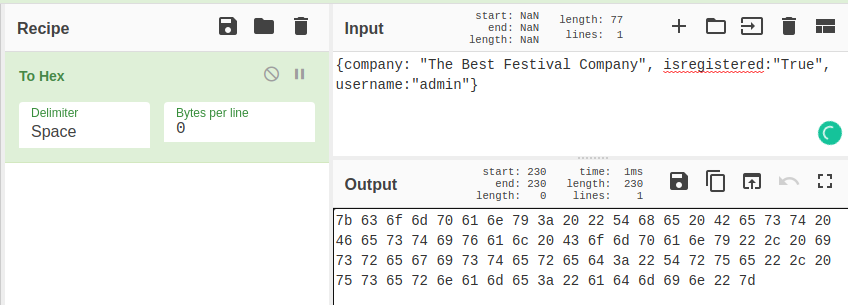 Recipe
To Hex
Delimiter
Space
Bytes per line
0
Input
start: NaN
end: NaN
length: NaN
length: 77
lines: 1
{company: "The Best Festival Company", isregistered:"True",
username:"admin"}
Output
start: 230
end: 230
length: 0
time: 1ms
length: 230
lines: 1
7b 63 6f 6d 70 61 6e 79 3a 20 22 54 68 65 20 42 65 73 74 20
46 65 73 74 69 76 61 6c 20 43 6f 6d 70 61 6e 79 22 2c 20 69
73 72 65 67 69 73 74 65 72 65 64 3a 22 54 72 75 65 22 2c 20
75 73 65 72 6e 61 6d 65 3a 22 61 64 6d 69 6e 22 7d